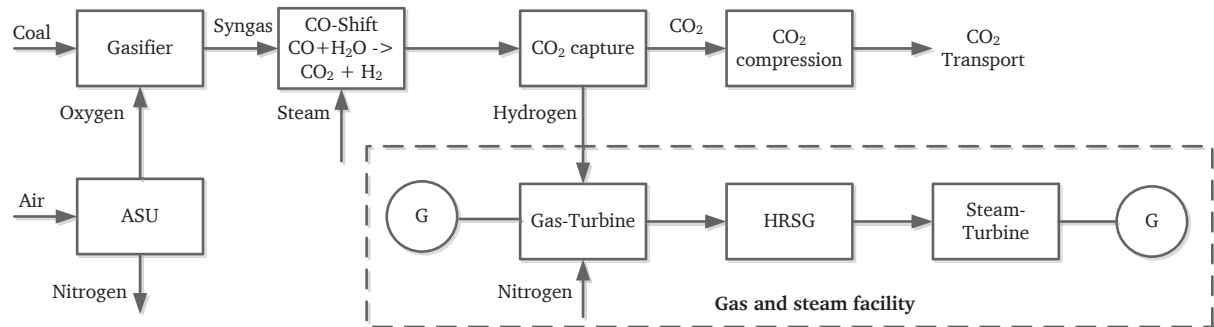 Coal
Gasifier
Syngas
CO-Shift
CO+H₂O ->
CO₂ + H₂
CO₂ capture
CO₂
CO₂
compression
CO₂
Transport
Oxygen
Steam
Hydrogen
Air
ASU
G
Gas-Turbine
HRSG
Steam-
Turbine
G
Nitrogen
Nitrogen
Gas and steam facility